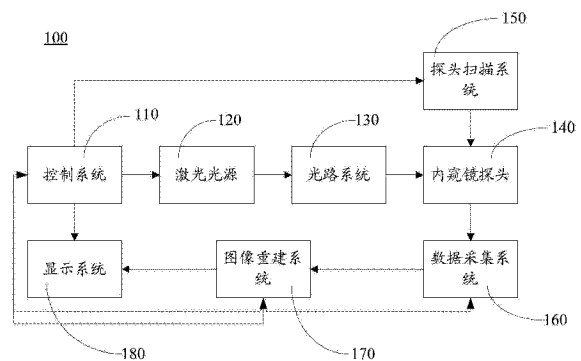 100
150
探头扫描系
统
110
120
130
140
控制系统
激光光源
光路系统
内窥镜探头
显示系统
图像重建系
统
数据采集系
统
180
170
160